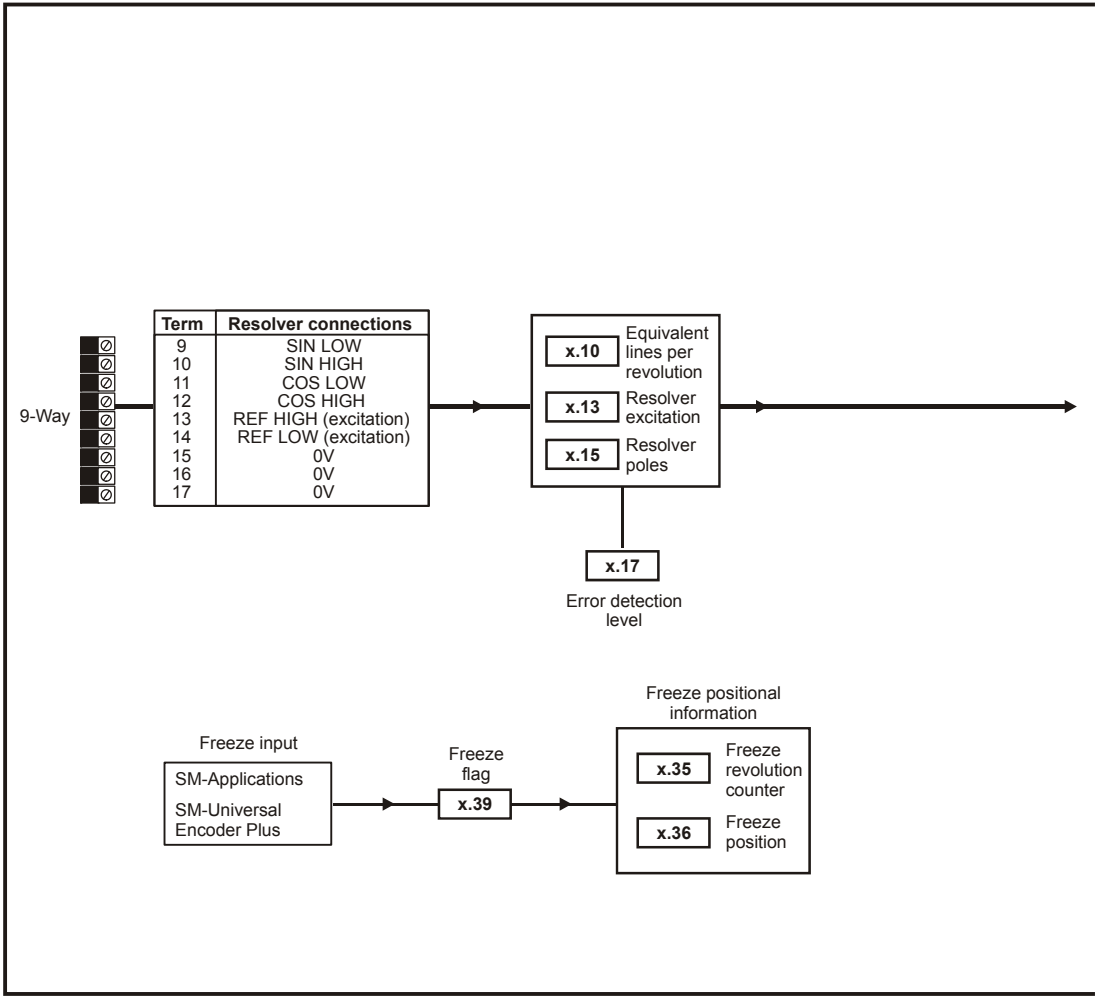 9-Way
Term Resolver connections
9 SIN LOW
10 SIN HIGH
11 COS LOW
12 COS HIGH
13 REF HIGH (excitation)
14 REF LOW (excitation)
15 0V
16 0V
17 0V
x.10
Equivalent
lines per
revolution
x.13
Resolver
excitation
x.15
Resolver
poles
x.17
Error detection
level
Freeze input
SM-Applications
SM-Universal
Encoder Plus
Freeze
flag
x.39
Freeze positional
information
x.35
Freeze
revolution
counter
x.36
Freeze
position